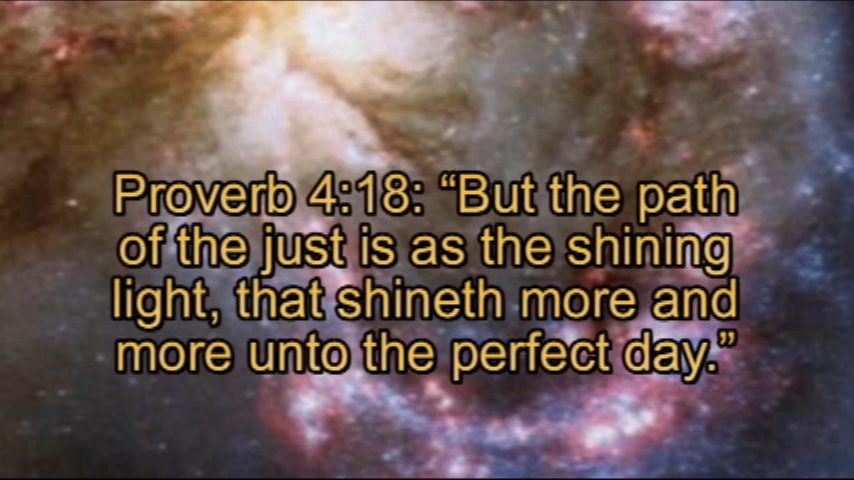 Proverb 4:18: “But the path
of the just is as the shining
light, that shineth more and
more unto the perfect day.”